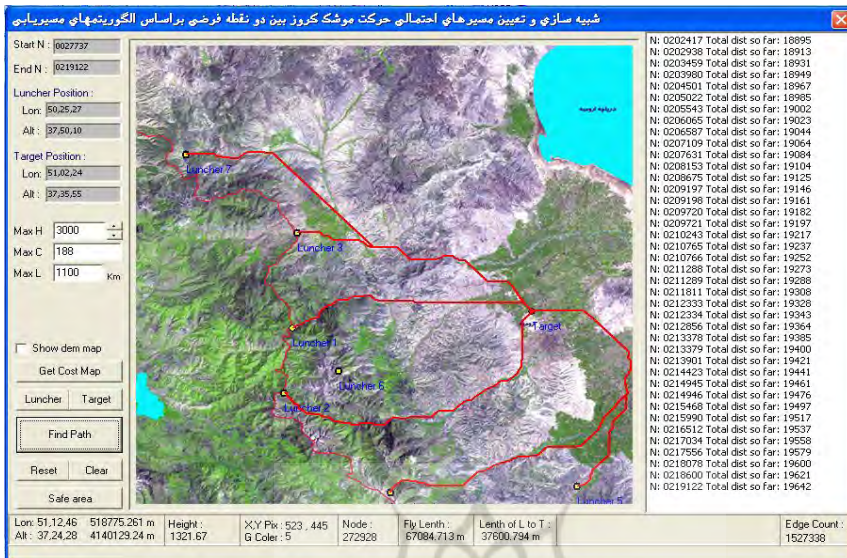 شبیه سازي و تعیین مسیرهاي احتمالي حرکت موشک کروز بین دو نقطه فرضي براساس الگوریتمهاي مسیریابي
Start N : 0027737
End N : 0219122
Luncher Position :
Lon: 50,25,27
Alt : 37,50,10
Target Position :
Lon: 51,02,24
Alt : 37,35,55
Max H 3000
Max C 188
Max L 1100 Km
Show dem map
Get Cost Map
Luncher Target
Find Path
Reset Clear
Safe area
Luncher 7
Luncher 3
Luncher 1
Luncher 6
Luncher 2
Luncher 5
Target
N: 0202417 Total dist so far: 18895
N: 0202938 Total dist so far: 18913
N: 0203459 Total dist so far: 18931
N: 0203980 Total dist so far: 18949
N: 0204501 Total dist so far: 18967
N: 0205022 Total dist so far: 18985
N: 0205543 Total dist so far: 19002
N: 0206065 Total dist so far: 19023
N: 0206587 Total dist so far: 19044
N: 0207109 Total dist so far: 19064
N: 0207631 Total dist so far: 19084
N: 0208153 Total dist so far: 19104
N: 0208675 Total dist so far: 19125
N: 0209197 Total dist so far: 19146
N: 0209198 Total dist so far: 19161
N: 0209720 Total dist so far: 19182
N: 0209721 Total dist so far: 19197
N: 0210243 Total dist so far: 19217
N: 0210765 Total dist so far: 19237
N: 0210766 Total dist so far: 19252
N: 0211288 Total dist so far: 19273
N: 0211289 Total dist so far: 19288
N: 0211811 Total dist so far: 19308
N: 0212333 Total dist so far: 19328
N: 0212334 Total dist so far: 19343
N: 0212856 Total dist so far: 19364
N: 0213378 Total dist so far: 19385
N: 0213379 Total dist so far: 19400
N: 0213901 Total dist so far: 19421
N: 0214423 Total dist so far: 19441
N: 0214945 Total dist so far: 19461
N: 0214946 Total dist so far: 19476
N: 0215468 Total dist so far: 19497
N: 0215990 Total dist so far: 19517
N: 0216512 Total dist so far: 19537
N: 0217034 Total dist so far: 19558
N: 0217556 Total dist so far: 19579
N: 0218078 Total dist so far: 19600
N: 0218600 Total dist so far: 19621
N: 0219122 Total dist so far: 19642
Lon: 51,12,46 518775.261 m
Alt : 37,24,28 4140129.24 m
Height : 1321.67
X,Y Pix : 523 , 445
G Coler : 5
Node : 272928
Fly Lenth : 67084.713 m
Lenth of L to T : 37600.794 m
Edge Count : 1527338